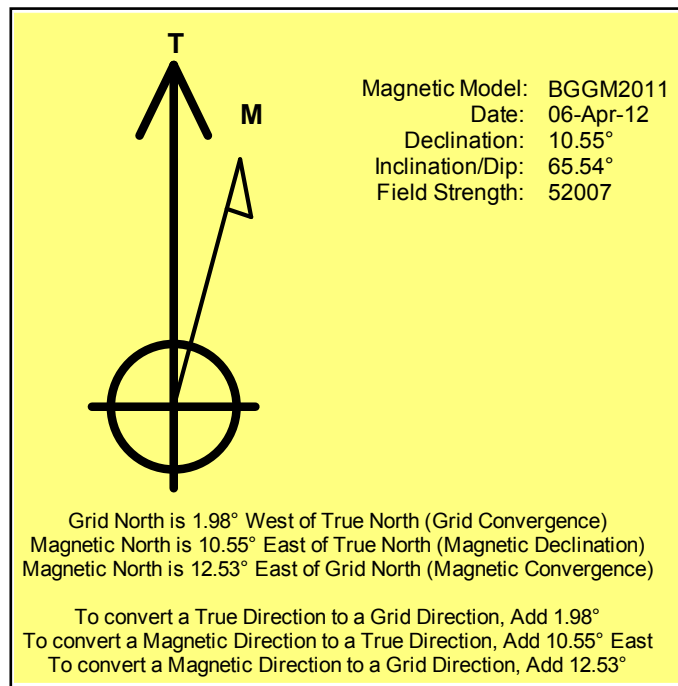 T
M
Magnetic Model: BGGM2011
Date: 06-Apr-12
Declination: 10.55°
Inclination/Dip: 65.54°
Field Strength: 52007
Grid North is 1.98° West of True North (Grid Convergence)
Magnetic North is 10.55° East of True North (Magnetic Declination)
Magnetic North is 12.53° East of Grid North (Magnetic Convergence)
To convert a True Direction to a Grid Direction, Add 1.98°
To convert a Magnetic Direction to a True Direction, Add 10.55° East
To convert a Magnetic Direction to a Grid Direction, Add 12.53°